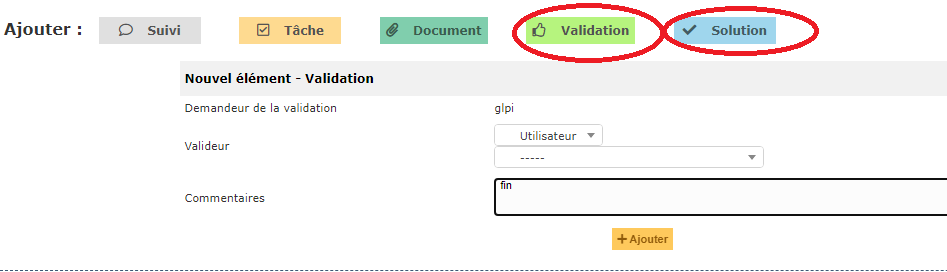 Ajouter : Suivi Tâche Document Validation Solution
Nouvel élément - Validation
Demandeur de la validation glpi
Valideur Utilisateur
-----
Commentaires fin
+ Ajouter